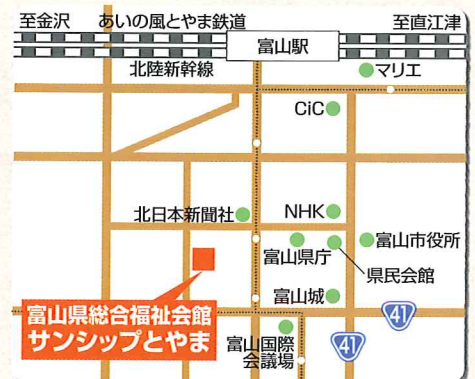 至金沢
あいの風とやま鉄道
至直江津
富山駅
北陸新幹線
マリエ
CiC
北日本新聞社
NHK
富山市役所
富山県庁
県民会館
富山城
41
富山県総合福祉会館
サンシップとやま
富山国際
会議場
41